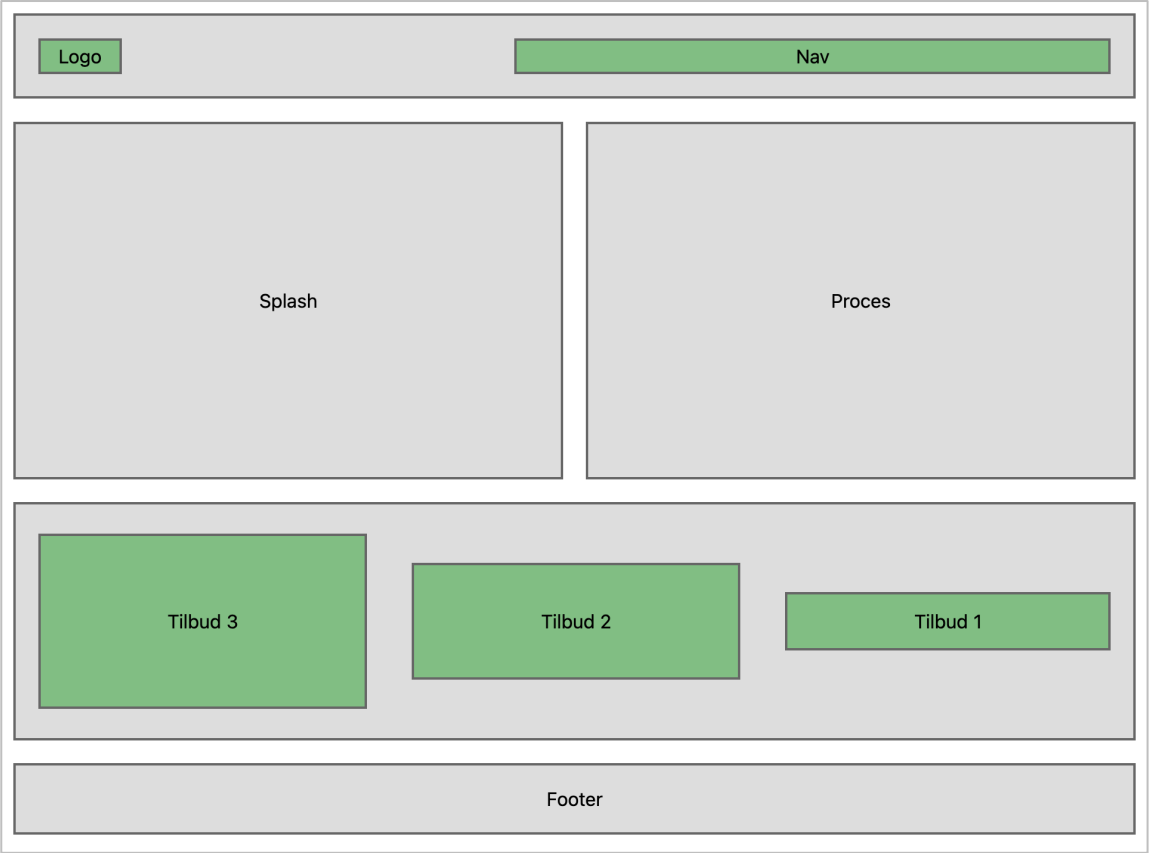 Logo
Nav
Splash
Proces
Tilbud 3
Tilbud 2
Tilbud 1
Footer